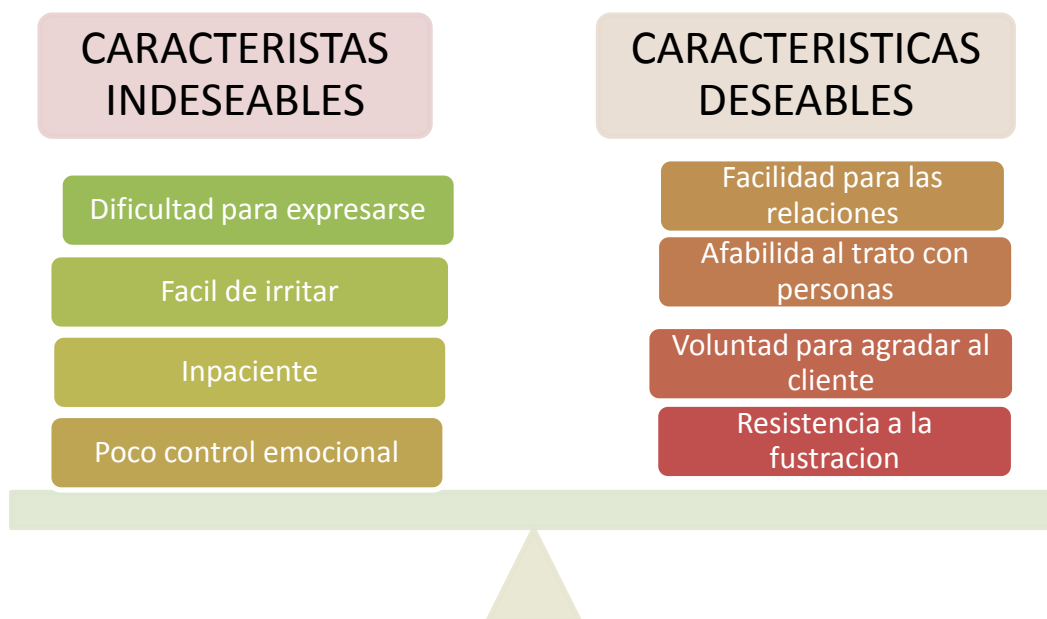 CARACTERISTAS
INDESEABLES
Dificultad para expresarse
Facil de irritar
Inpaciente
Poco control emocional
CARACTERISTICAS
DESEABLES
Facilidad para las
relaciones
Afabilida al trato con
personas
Voluntad para agradar al
cliente
Resistencia a la
fustracion